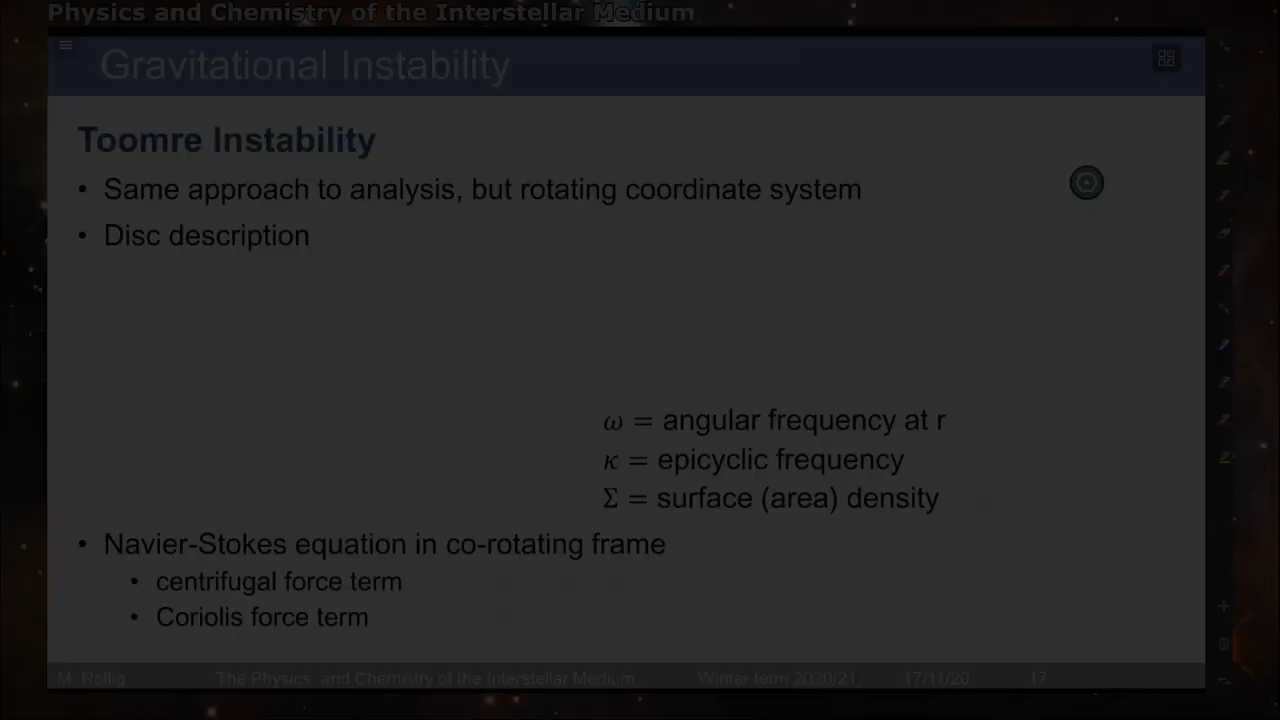 Physics and Chemistry of the Interstellar Medium
Gravitational Instability
Toomre Instability
• Same approach to analysis, but rotating coordinate system
• Disc description
ω = angular frequency at r
κ = epicyclic frequency
Σ = surface (area) density
• Navier-Stokes equation in co-rotating frame
• centrifugal force term
• Coriolis force term
M. Röllig The Physics and Chemistry of the Interstellar Medium, Winter term 2020/21, 17/11/20 17